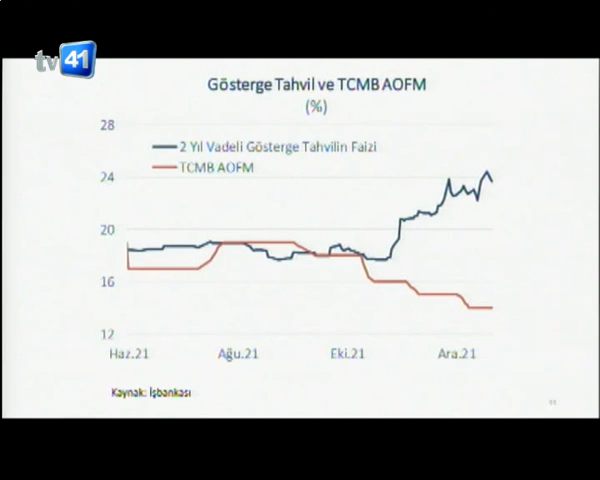 tv41
Gösterge Tahvil ve TCMB AOFM
(%)
28
2 Yıl Vadeli Gösterge Tahvilin Faizi
TCMB AOFM
24
20
16
12
Haz.21 Ağu.21 Eki.21 Ara.21
Kaynak: İşbankası